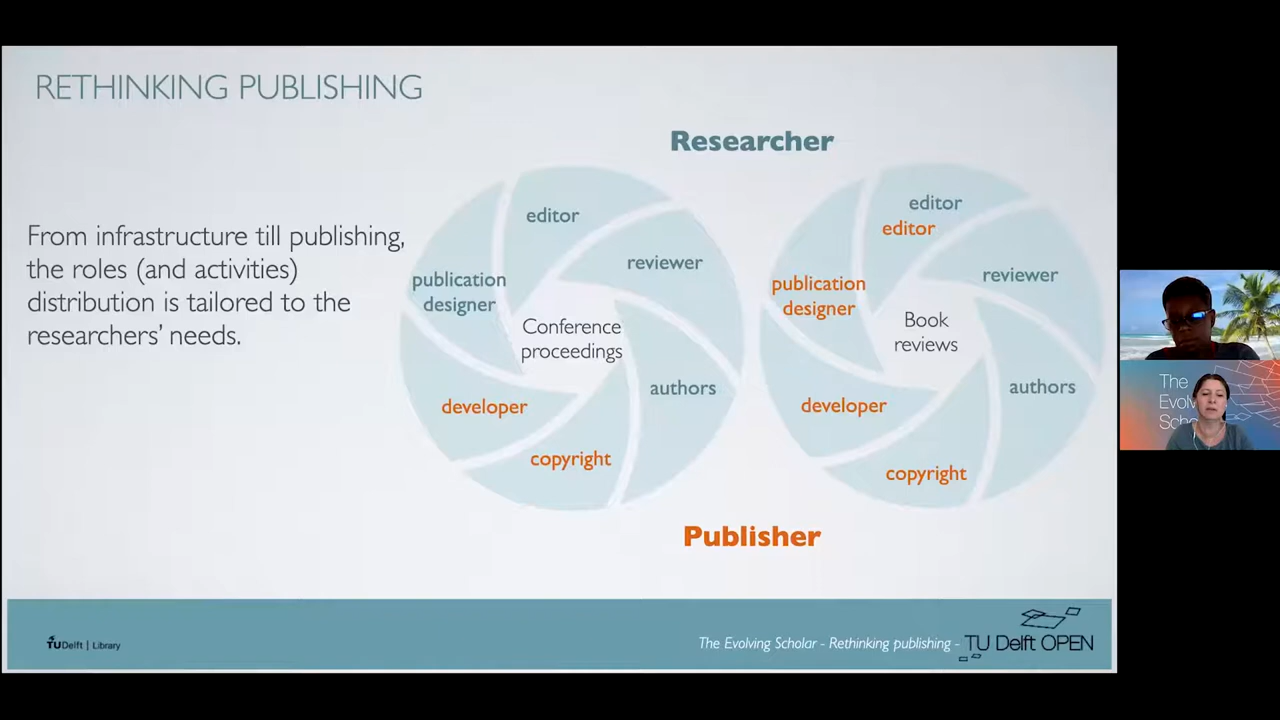 RETHINKING PUBLISHING
From infrastructure till publishing,
the roles (and activities)
distribution is tailored to the
researchers' needs.
Researcher
editor
reviewer
publication
designer
Conference
proceedings
authors
developer
copyright
editor
editor
reviewer
publication
designer
Book
reviews
authors
developer
copyright
Publisher
TU Delft | Library
The Evolving Scholar - Rethinking publishing -
TU Delft OPEN
The